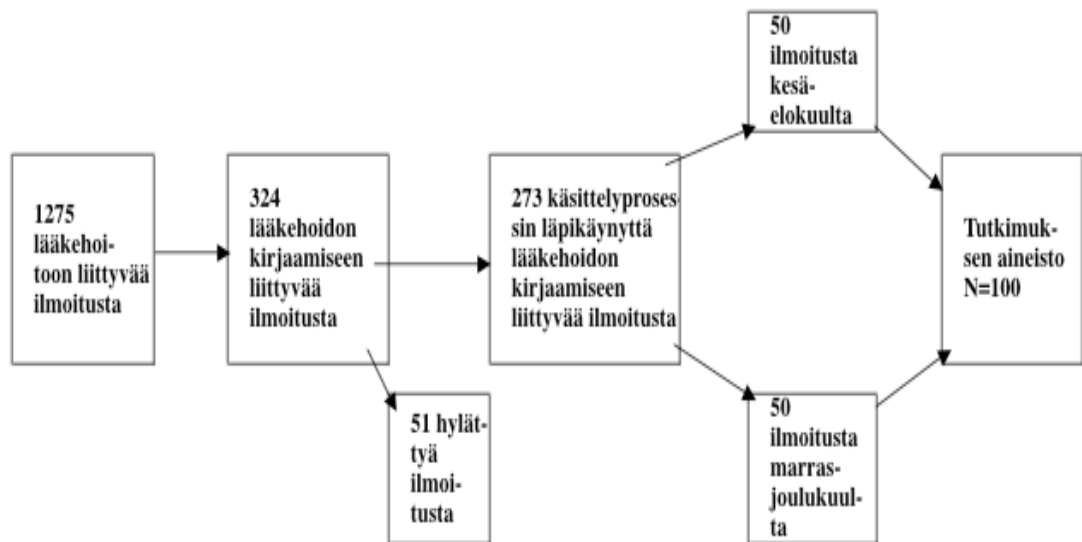 1275
lääkehoi-
toon liittyvää
ilmoitusta
324
lääkehoidon
kirjaamiseen
liittyvää
ilmoitusta
51 hylät-
tyä
ilmoi-
tusta
273 käsittelyproses-
sin läpikäynyttä
lääkehoidon
kirjaamiseen
liittyvää ilmoitusta
50
ilmoitusta
kesä-
elokuulta
50
ilmoitusta
marras-
joulukuul-
ta
Tutkimuk-
sen aineisto
N=100